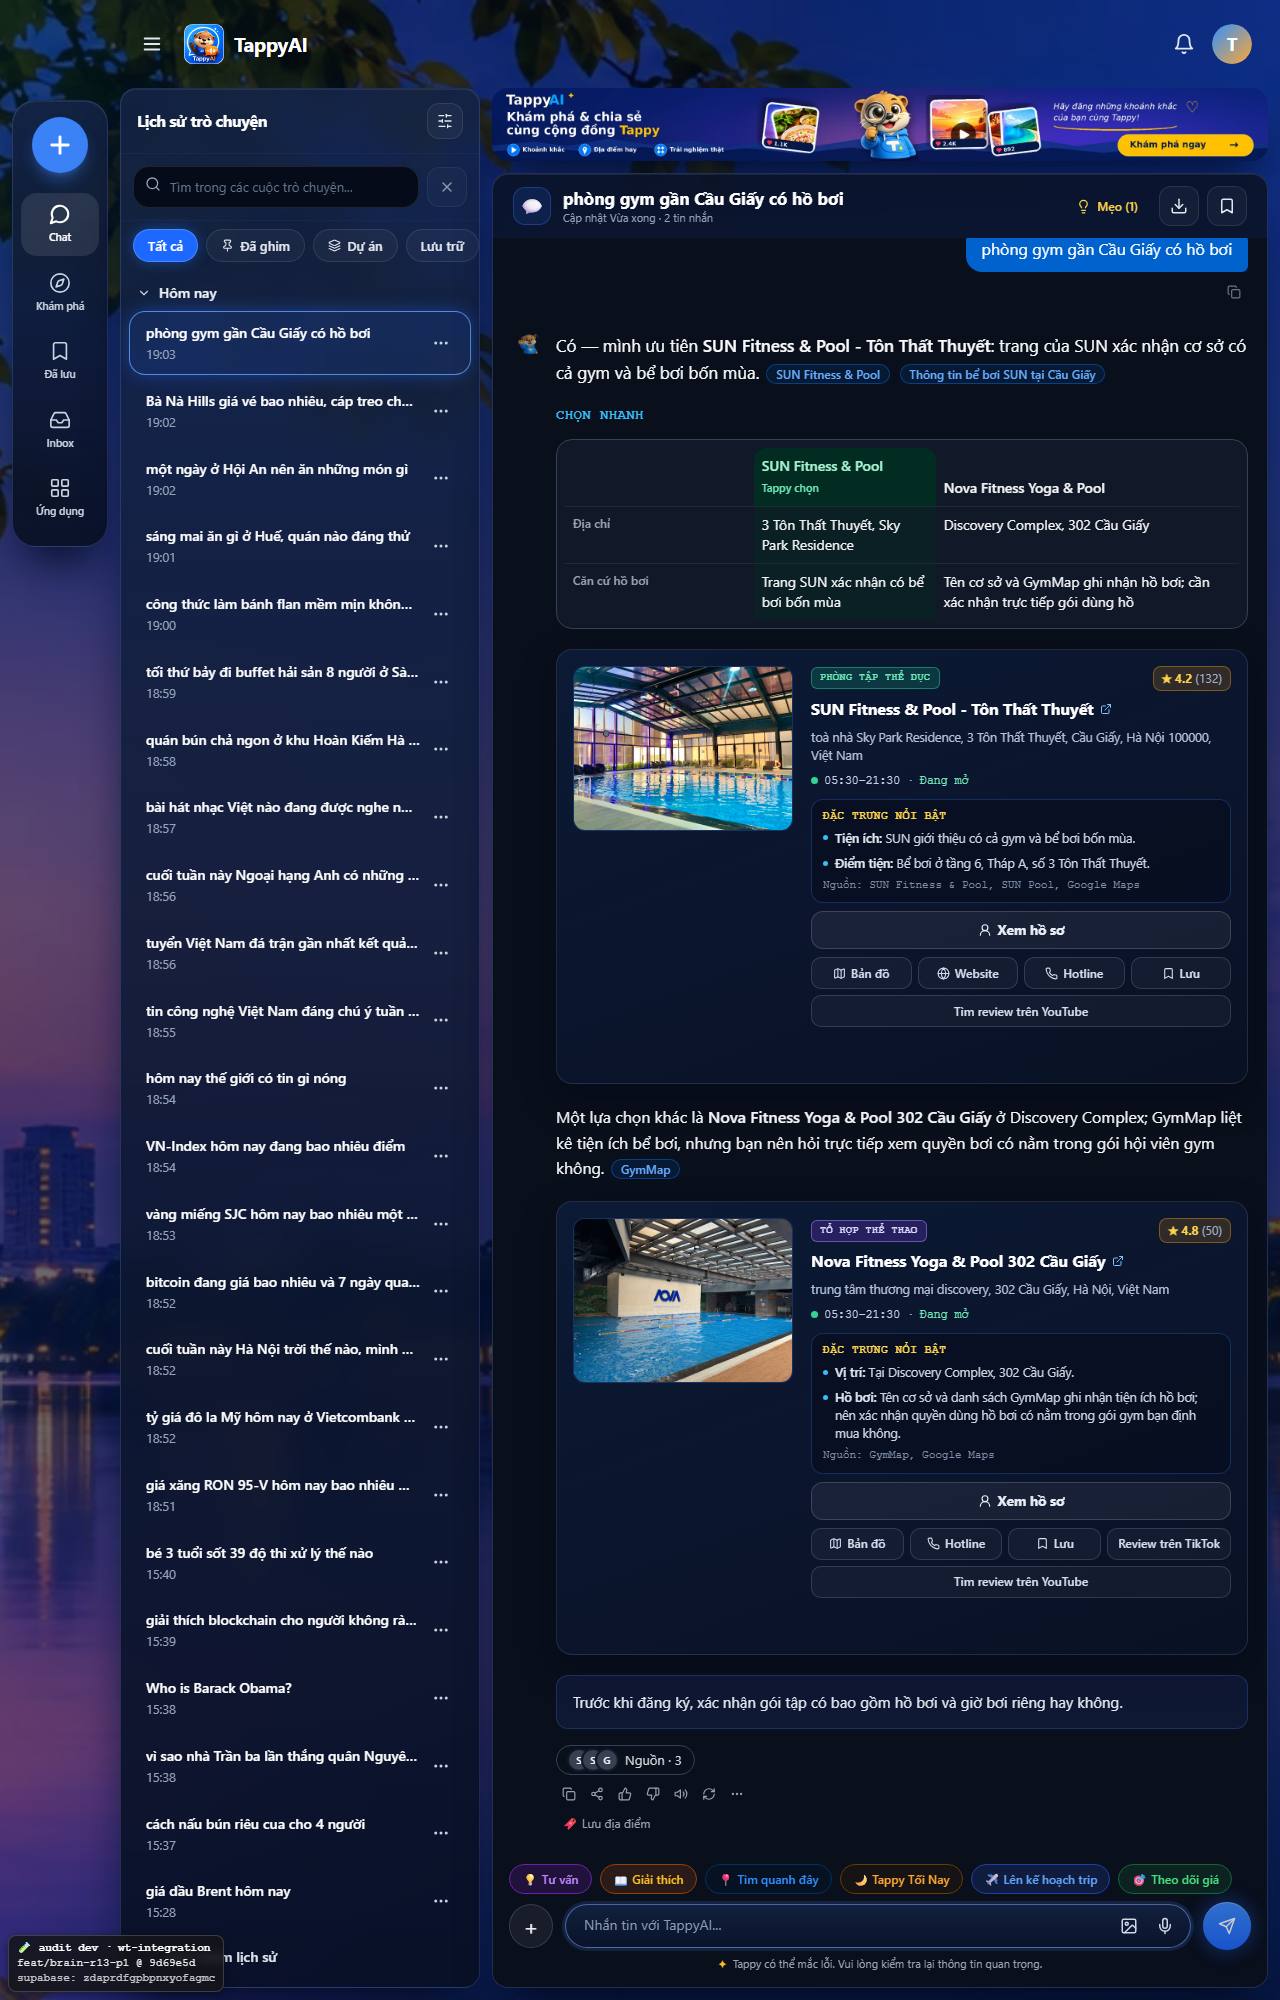 TappyAI
T
TappyAI
Khám phá & chia sẻ
cùng cộng đồng Tappy
Khoảnh khắc
Địa điểm hay
Trải nghiệm thật
2.4K
892
Hãy đăng những khoảnh khắc
của bạn cùng Tappy!
Khám phá ngay →
Chat
Khám phá
Đã lưu
Inbox
Ứng dụng
Lịch sử trò chuyện
Tìm trong các cuộc trò chuyện...
Tất cả
Đã ghim
Dự án
Lưu trữ
Hôm nay
phòng gym gần Cầu Giấy có hồ bơi
19:03
Bà Nà Hills giá vé bao nhiêu, cáp treo ch...
19:02
một ngày ở Hội An nên ăn những món gì
19:02
sáng mai ăn gì ở Huế, quán nào đáng thử
19:01
công thức làm bánh flan mềm mịn khôn...
19:00
tối thứ bảy đi buffet hải sản 8 người ở Sà...
18:59
quán bún chả ngon ở khu Hoàn Kiếm Hà ...
18:58
bài hát nhạc Việt nào đang được nghe n...
18:57
cuối tuần này Ngoại hạng Anh có những ...
18:56
tuyển Việt Nam đá trận gần nhất kết quả...
18:56
tin công nghệ Việt Nam đáng chú ý tuần ...
18:55
hôm nay thế giới có tin gì nóng
18:54
VN-Index hôm nay đang bao nhiêu điểm
18:54
vàng miếng SJC hôm nay bao nhiêu một ...
18:53
bitcoin đang giá bao nhiêu và 7 ngày qua...
18:52
cuối tuần này Hà Nội trời thế nào, mình ...
18:52
tỷ giá đô la Mỹ hôm nay ở Vietcombank ...
18:52
giá xăng RON 95-V hôm nay bao nhiêu ...
18:51
bé 3 tuổi sốt 39 độ thì xử lý thế nào
15:40
giải thích blockchain cho người không rà...
15:39
Who is Barack Obama?
15:38
vì sao nhà Trần ba lần thắng quân Nguyê...
15:38
cách nấu bún riêu cua cho 4 người
15:37
giá dầu Brent hôm nay
15:28
lịch sử
audit dev · wt-integration
feat/brain-r13-p1 @ 9d69e5d
supabase: zdaprdfgpbpnxyofagmc
phòng gym gần Cầu Giấy có hồ bơi
Cập nhật Vừa xong · 2 tin nhắn
Mẹo (1)
phòng gym gần Cầu Giấy có hồ bơi
Có — mình ưu tiên SUN Fitness & Pool - Tôn Thất Thuyết: trang của SUN xác nhận cơ sở có
cả gym và bể bơi bốn mùa. SUN Fitness & Pool Thông tin bể bơi SUN tại Cầu Giấy
CHỌN NHANH
SUN Fitness & Pool
Tappy chọn
Nova Fitness Yoga & Pool
Địa chỉ
3 Tôn Thất Thuyết, Sky
Park Residence
Discovery Complex, 302 Cầu Giấy
Căn cứ hồ bơi
Trang SUN xác nhận có bể
bơi bốn mùa
Tên cơ sở và GymMap ghi nhận hồ bơi; cần
xác nhận trực tiếp gói dùng hồ
PHÒNG TẬP THỂ DỤC
★ 4.2 (132)
SUN Fitness & Pool - Tôn Thất Thuyết
toà nhà Sky Park Residence, 3 Tôn Thất Thuyết, Cầu Giấy, Hà Nội 100000,
Việt Nam
05:30–21:30 · Đang mở
ĐẶC TRƯNG NỔI BẬT
Tiện ích: SUN giới thiệu có cả gym và bể bơi bốn mùa.
Điểm tiện: Bể bơi ở tầng 6, Tháp A, số 3 Tôn Thất Thuyết.
Nguồn: SUN Fitness & Pool, SUN Pool, Google Maps
Xem hồ sơ
Bản đồ
Website
Hotline
Lưu
Tìm review trên YouTube
Một lựa chọn khác là Nova Fitness Yoga & Pool 302 Cầu Giấy ở Discovery Complex; GymMap liệt
kê tiện ích bể bơi, nhưng bạn nên hỏi trực tiếp xem quyền bơi có nằm trong gói hội viên gym
không. GymMap
NOVA
TỔ HỢP THỂ THAO
★ 4.8 (50)
Nova Fitness Yoga & Pool 302 Cầu Giấy
trung tâm thương mại discovery, 302 Cầu Giấy, Hà Nội, Việt Nam
05:30–21:30 · Đang mở
ĐẶC TRƯNG NỔI BẬT
Vị trí: Tại Discovery Complex, 302 Cầu Giấy.
Hồ bơi: Tên cơ sở và danh sách GymMap ghi nhận tiện ích hồ bơi;
nên xác nhận quyền dùng hồ bơi có nằm trong gói gym bạn định
mua không.
Nguồn: GymMap, Google Maps
Xem hồ sơ
Bản đồ
Hotline
Lưu
Review trên TikTok
Tìm review trên YouTube
Trước khi đăng ký, xác nhận gói tập có bao gồm hồ bơi và giờ bơi riêng hay không.
S S G Nguồn · 3
Lưu địa điểm
Tư vấn
Giải thích
Tìm quanh đây
Tappy Tối Nay
Lên kế hoạch trip
Theo dõi giá
Nhắn tin với TappyAI...
Tappy có thể mắc lỗi. Vui lòng kiểm tra lại thông tin quan trọng.